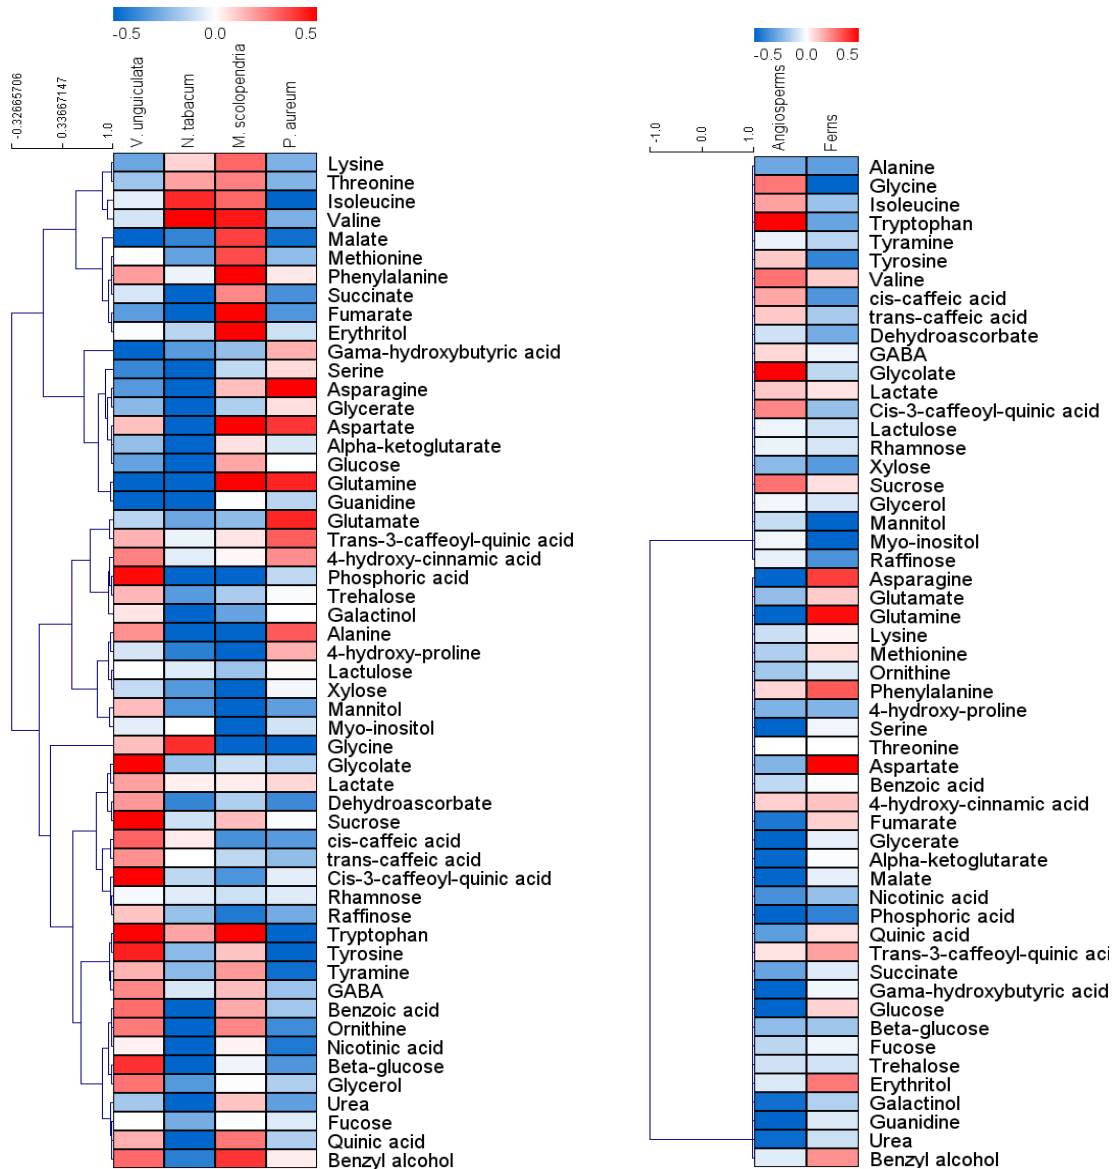 -0.5 0.0 0.5
-0.32665706
0.33667147
1.0
V. unguiculata
N. tabacum
M. scolopendria
P. aureum
Lysine
Threonine
Isoleucine
Valine
Malate
Methionine
Phenylalanine
Succinate
Fumarate
Erythritol
Gama-hydroxybutyric acid
Serine
Asparagine
Glycerate
Aspartate
Alpha-ketoglutarate
Glucose
Glutamine
Guanidine
Glutamate
Trans-3-caffeoyl-quinic acid
4-hydroxy-cinnamic acid
Phosphoric acid
Trehalose
Galactinol
Alanine
4-hydroxy-proline
Lactulose
Xylose
Mannitol
Myo-inositol
Glycine
Glycolate
Lactate
Dehydroascorbate
Sucrose
cis-caffeic acid
trans-caffeic acid
Cis-3-caffeoyl-quinic acid
Rhamnose
Raffinose
Tryptophan
Tyrosine
Tyramine
GABA
Benzoic acid
Ornithine
Nicotinic acid
Beta-glucose
Glycerol
Urea
Fucose
Quinic acid
Benzyl alcohol
-0.5 0.0 0.5
-1.0
0.0
1.0
Angiosperms
Ferns
Alanine
Glycine
Isoleucine
Tryptophan
Tyramine
Tyrosine
Valine
cis-caffeic acid
trans-caffeic acid
Dehydroascorbate
GABA
Glycolate
Lactate
Cis-3-caffeoyl-quinic acid
Lactulose
Rhamnose
Xylose
Sucrose
Glycerol
Mannitol
Myo-inositol
Raffinose
Asparagine
Glutamate
Glutamine
Lysine
Methionine
Ornithine
Phenylalanine
4-hydroxy-proline
Serine
Threonine
Aspartate
Benzoic acid
4-hydroxy-cinnamic acid
Fumarate
Glycerate
Alpha-ketoglutarate
Malate
Nicotinic acid
Phosphoric acid
Quinic acid
Trans-3-caffeoyl-quinic aci
Succinate
Gama-hydroxybutyric acid
Glucose
Beta-glucose
Fucose
Trehalose
Erythritol
Galactinol
Guanidine
Urea
Benzyl alcohol